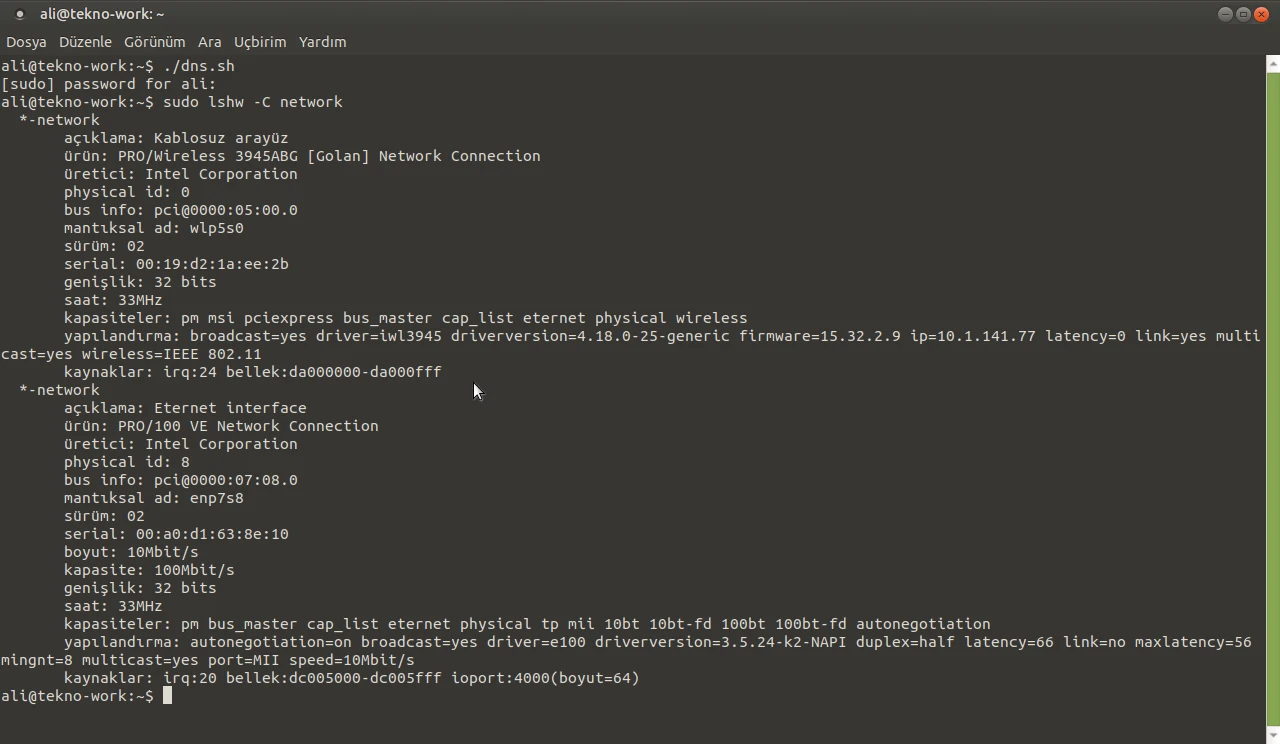 ali@tekno-work: ~
Dosya Düzenle Görünüm Ara Uçbirim Yardım
ali@tekno-work:~$ ./dns.sh
[sudo] password for ali:
ali@tekno-work:~$ sudo lshw -C network
  *-network
       açıklama: Kablosuz arayüz
       ürün: PRO/Wireless 3945ABG [Golan] Network Connection
       üretici: Intel Corporation
       physical id: 0
       bus info: pci@0000:05:00.0
       mantıksal ad: wlp5s0
       sürüm: 02
       serial: 00:19:d2:1a:ee:2b
       genişlik: 32 bits
       saat: 33MHz
       kapasiteler: pm msi pciexpress bus_master cap_list eternet physical wireless
       yapılandırma: broadcast=yes driver=iwl3945 driverversion=4.18.0-25-generic firmware=15.32.2.9 ip=10.1.141.77 latency=0 link=yes multi
cast=yes wireless=IEEE 802.11
       kaynaklar: irq:24 bellek:da000000-da000fff
  *-network
       açıklama: Eternet interface
       ürün: PRO/100 VE Network Connection
       üretici: Intel Corporation
       physical id: 8
       bus info: pci@0000:07:08.0
       mantıksal ad: enp7s8
       sürüm: 02
       serial: 00:a0:d1:63:8e:10
       boyut: 10Mbit/s
       kapasite: 100Mbit/s
       genişlik: 32 bits
       saat: 33MHz
       kapasiteler: pm bus_master cap_list eternet physical tp mii 10bt 10bt-fd 100bt 100bt-fd autonegotiation
       yapılandırma: autonegotiation=on broadcast=yes driver=e100 driverversion=3.5.24-k2-NAPI duplex=half latency=66 link=no maxlatency=56
mingnt=8 multicast=yes port=MII speed=10Mbit/s
       kaynaklar: irq:20 bellek:dc005000-dc005fff ioport:4000(boyut=64)
ali@tekno-work:~$